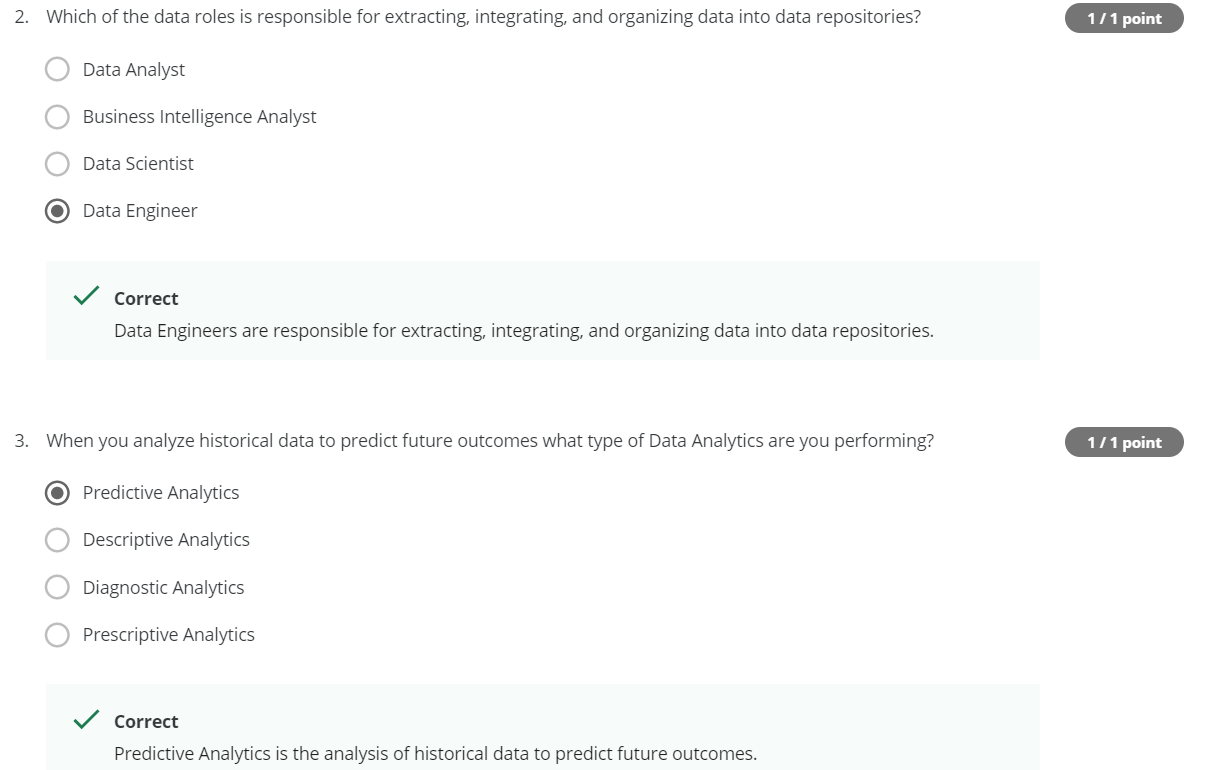 2. Which of the data roles is responsible for extracting, integrating, and organizing data into data repositories?
1 / 1 point
Data Analyst
Business Intelligence Analyst
Data Scientist
Data Engineer
Correct
Data Engineers are responsible for extracting, integrating, and organizing data into data repositories.
3. When you analyze historical data to predict future outcomes what type of Data Analytics are you performing?
1 / 1 point
Predictive Analytics
Descriptive Analytics
Diagnostic Analytics
Prescriptive Analytics
Correct
Predictive Analytics is the analysis of historical data to predict future outcomes.